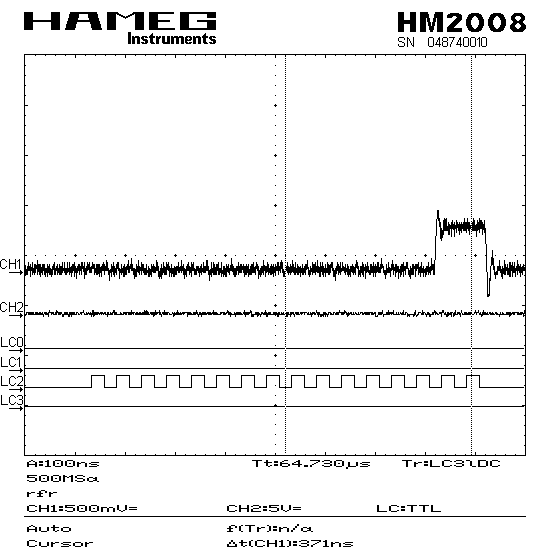 HAMEG HM2008
Instruments SN 048740010
CH1
CH2
LC0
LC1
LC2
LC3
A:100ns Tt:64.730µs Tr:LC3\DC
500MSa
rfr
CH1:500mV= CH2:5V= LC:TTL
Auto f(Tr):n/a
Cursor Δt(CH1):371ns